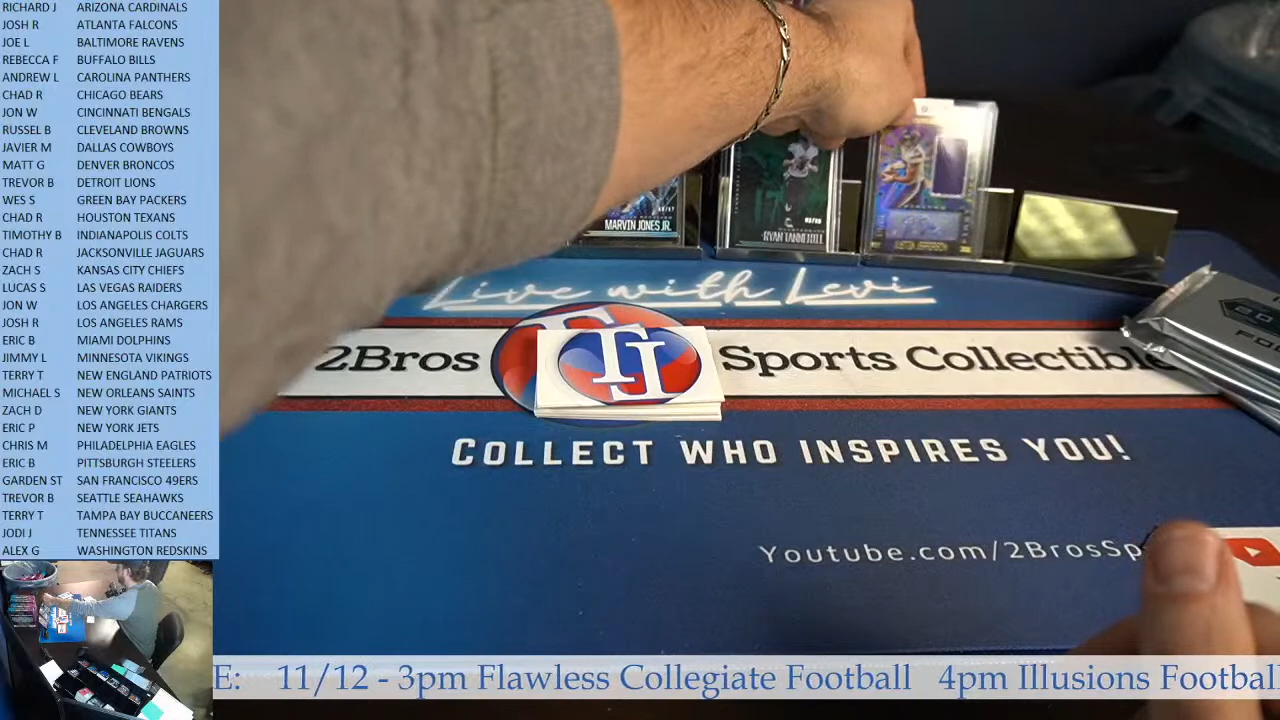 RICHARD J ARIZONA CARDINALS
JOSH R ATLANTA FALCONS
JOE L BALTIMORE RAVENS
REBECCA F BUFFALO BILLS
ANDREW L CAROLINA PANTHERS
CHAD R CHICAGO BEARS
JON W CINCINNATI BENGALS
RUSSEL B CLEVELAND BROWNS
JAVIER M DALLAS COWBOYS
MATT G DENVER BRONCOS
TREVOR B DETROIT LIONS
WES S GREEN BAY PACKERS
CHAD R HOUSTON TEXANS
TIMOTHY B INDIANAPOLIS COLTS
CHAD R JACKSONVILLE JAGUARS
ZACH S KANSAS CITY CHIEFS
LUCAS S LAS VEGAS RAIDERS
JON W LOS ANGELES CHARGERS
JOSH R LOS ANGELES RAMS
ERIC B MIAMI DOLPHINS
JIMMY L MINNESOTA VIKINGS
TERRY T NEW ENGLAND PATRIOTS
MICHAEL S NEW ORLEANS SAINTS
ZACH D NEW YORK GIANTS
ERIC P NEW YORK JETS
CHRIS M PHILADELPHIA EAGLES
ERIC B PITTSBURGH STEELERS
GARDEN ST SAN FRANCISCO 49ERS
TREVOR B SEATTLE SEAHAWKS
TERRY T TAMPA BAY BUCCANEERS
JODI J TENNESSEE TITANS
ALEX G WASHINGTON REDSKINS
MARVIN JONES JR.
RYAN TANNEHILL
Live with Levi
2Bros Sports Collectible
COLLECT WHO INSPIRES YOU!
Youtube.com/2BrosSp
E: 11/12 - 3pm Flawless Collegiate Football 4pm Illusions Football